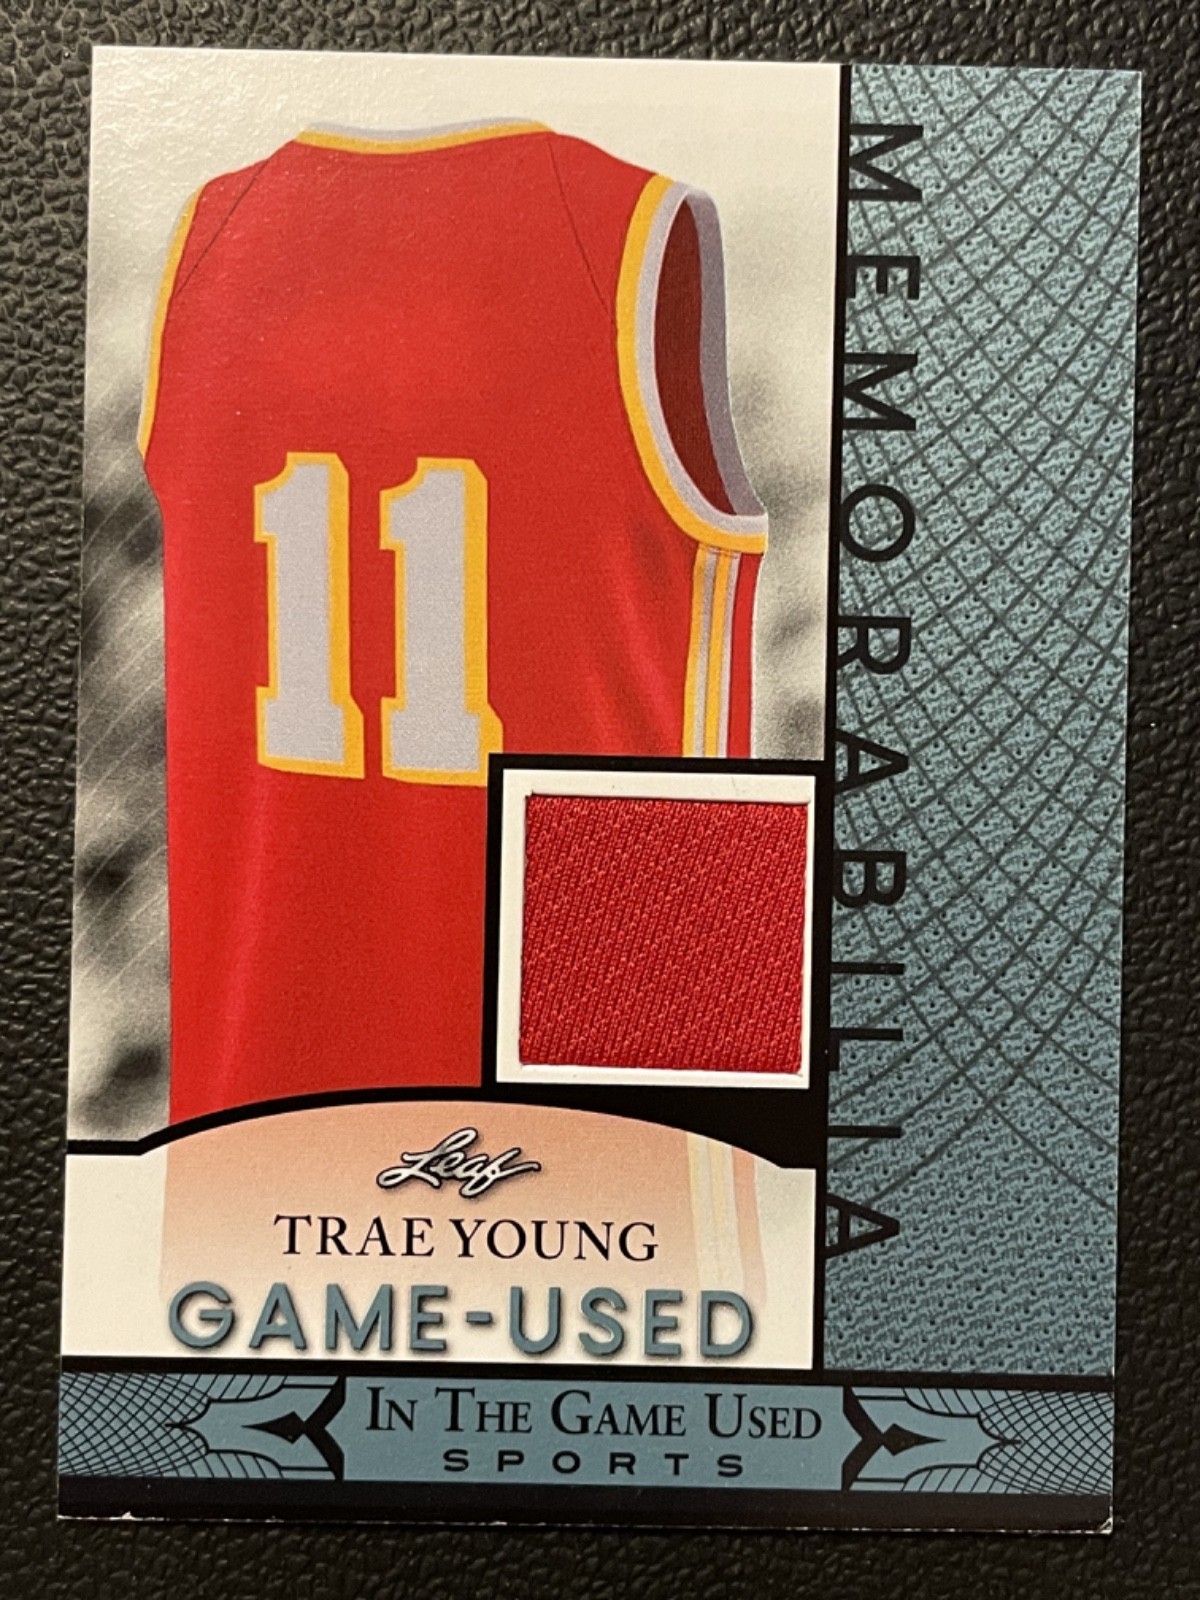 11
MEMORABILIA
Leaf
TRAE YOUNG
GAME-USED
IN THE GAME USED
SPORTS